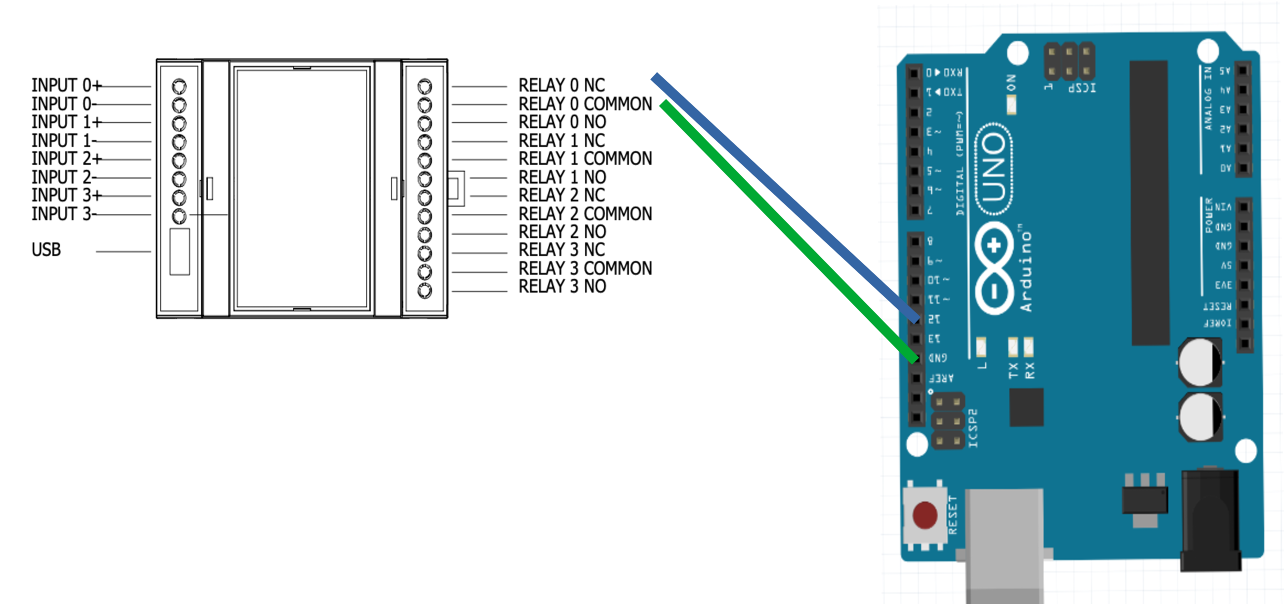 INPUT 0+
INPUT 0-
INPUT 1+
INPUT 1-
INPUT 2+
INPUT 2-
INPUT 3+
INPUT 3-
USB
RELAY 0 NC
RELAY 0 COMMON
RELAY 0 NO
RELAY 1 NC
RELAY 1 COMMON
RELAY 1 NO
RELAY 2 NC
RELAY 2 COMMON
RELAY 2 NO
RELAY 3 NC
RELAY 3 COMMON
RELAY 3 NO
RX0 ◀ 0
TX0 ▶ 1
2
~3
4
~5
~6
7
8
~9
~10
~11
12
13
GND
AREF
DIGITAL (PWM=~)
ON
1
ICSP
UNO
Arduino™
L
TX
RX
ICSP2
RESET
ANALOG IN
A5
A4
A3
A2
A1
A0
POWER
VIN
GND
GND
5V
3V3
RESET
IOREF